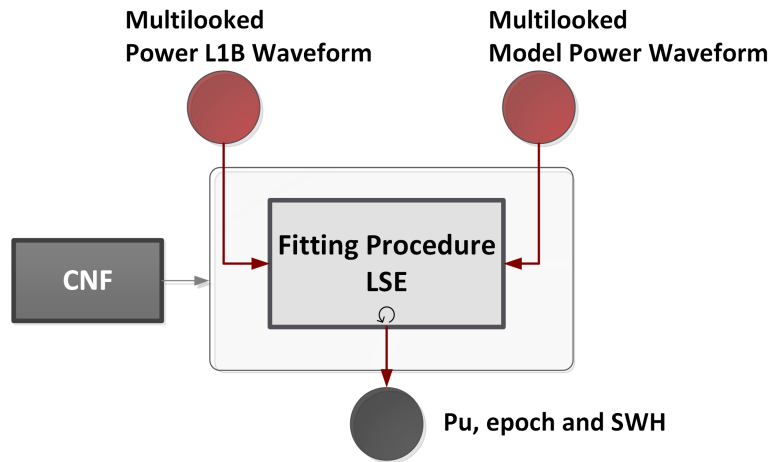 Multilooked
Power L1B Waveform
Multilooked
Model Power Waveform
Fitting Procedure
LSE
CNF
Pu, epoch and SWH